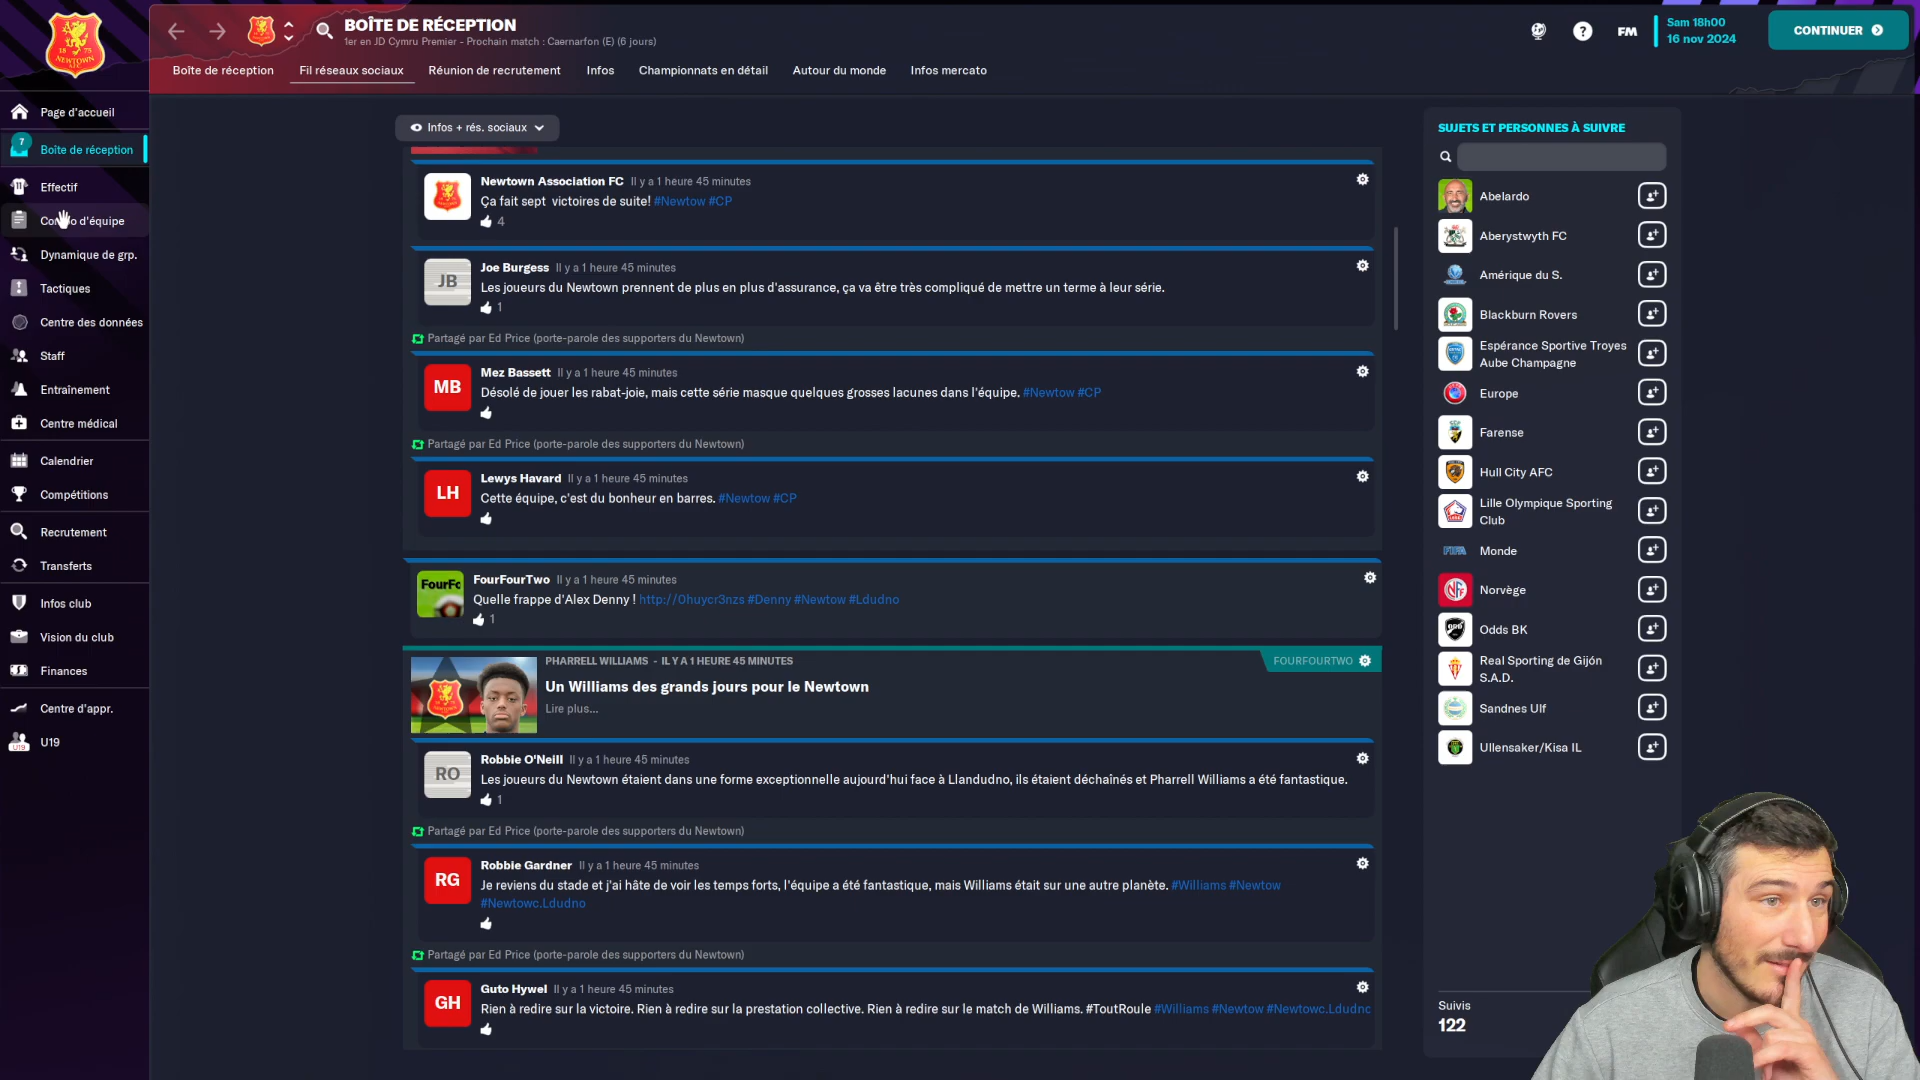 BOÎTE DE RÉCEPTION
1er en JD Cymru Premier - Prochain match : Caernarfon (E) (6 jours)
FM
Sam 18h00
16 nov 2024
CONTINUER
Boîte de réception
Fil réseaux sociaux
Réunion de recrutement
Infos
Championnats en détail
Autour du monde
Infos mercato
1875
NEWTOWN
Page d'accueil
7
Boîte de réception
Effectif
d'équipe
Dynamique de grp.
Tactiques
Centre des données
Staff
Entraînement
Centre médical
Calendrier
Compétitions
Recrutement
Transferts
Infos club
Vision du club
Finances
Centre d'appr.
U19
U19
Infos + rés. sociaux
Newtown Association FC Il y a 1 heure 45 minutes
Ça fait sept victoires de suite! #Newtow #CP
4
JB
Joe Burgess Il y a 1 heure 45 minutes
Les joueurs du Newtown prennent de plus en plus d'assurance, ça va être très compliqué de mettre un terme à leur série.
1
Partagé par Ed Price (porte-parole des supporters du Newtown)
MB
Mez Bassett Il y a 1 heure 45 minutes
Désolé de jouer les rabat-joie, mais cette série masque quelques grosses lacunes dans l'équipe. #Newtow #CP
Partagé par Ed Price (porte-parole des supporters du Newtown)
LH
Lewys Havard Il y a 1 heure 45 minutes
Cette équipe, c'est du bonheur en barres. #Newtow #CP
FourFo
FourFourTwo Il y a 1 heure 45 minutes
Quelle frappe d'Alex Denny ! http://0huycr3nzs #Denny #Newtow #Ldudno
1
PHARRELL WILLIAMS - IL Y A 1 HEURE 45 MINUTES
FOURFOURTWO
Un Williams des grands jours pour le Newtown
Lire plus...
RO
Robbie O'Neill Il y a 1 heure 45 minutes
Les joueurs du Newtown étaient dans une forme exceptionnelle aujourd'hui face à Llandudno, ils étaient déchaînés et Pharrell Williams a été fantastique.
1
Partagé par Ed Price (porte-parole des supporters du Newtown)
RG
Robbie Gardner Il y a 1 heure 45 minutes
Je reviens du stade et j'ai hâte de voir les temps forts, l'équipe a été fantastique, mais Williams était sur une autre planète. #Williams #Newtow
#Newtowc.Ldudno
Partagé par Ed Price (porte-parole des supporters du Newtown)
GH
Guto Hywel Il y a 1 heure 45 minutes
Rien à redire sur la victoire. Rien à redire sur la prestation collective. Rien à redire sur le match de Williams. #ToutRoule #Williams #Newtow #Newtowc.Ldudno
SUJETS ET PERSONNES À SUIVRE
Abelardo
Aberystwyth FC
Amérique du S.
Blackburn Rovers
Espérance Sportive Troyes
Aube Champagne
Europe
Farense
Hull City AFC
Lille Olympique Sporting
Club
FIFA
Monde
Norvège
Odds BK
Real Sporting de Gijón
S.A.D.
Sandnes Ulf
Ullensaker/Kisa IL
Suivis
122